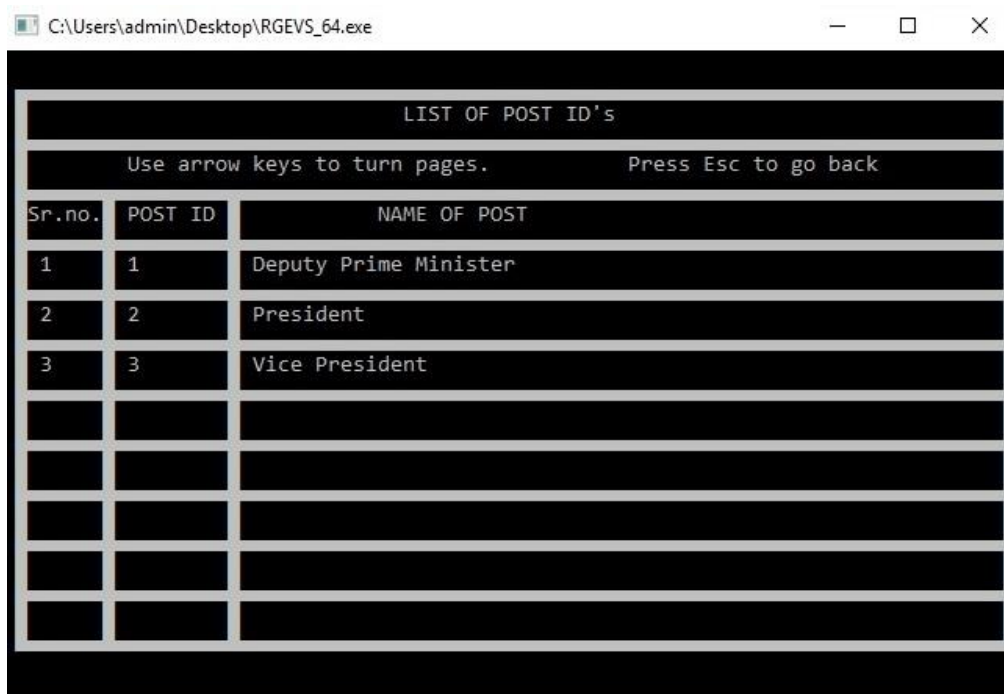 C:\Users\admin\Desktop\RGEVS_64.exe
LIST OF POST ID's
Use arrow keys to turn pages. Press Esc to go back
Sr.no. POST ID NAME OF POST
1 1 Deputy Prime Minister
2 2 President
3 3 Vice President